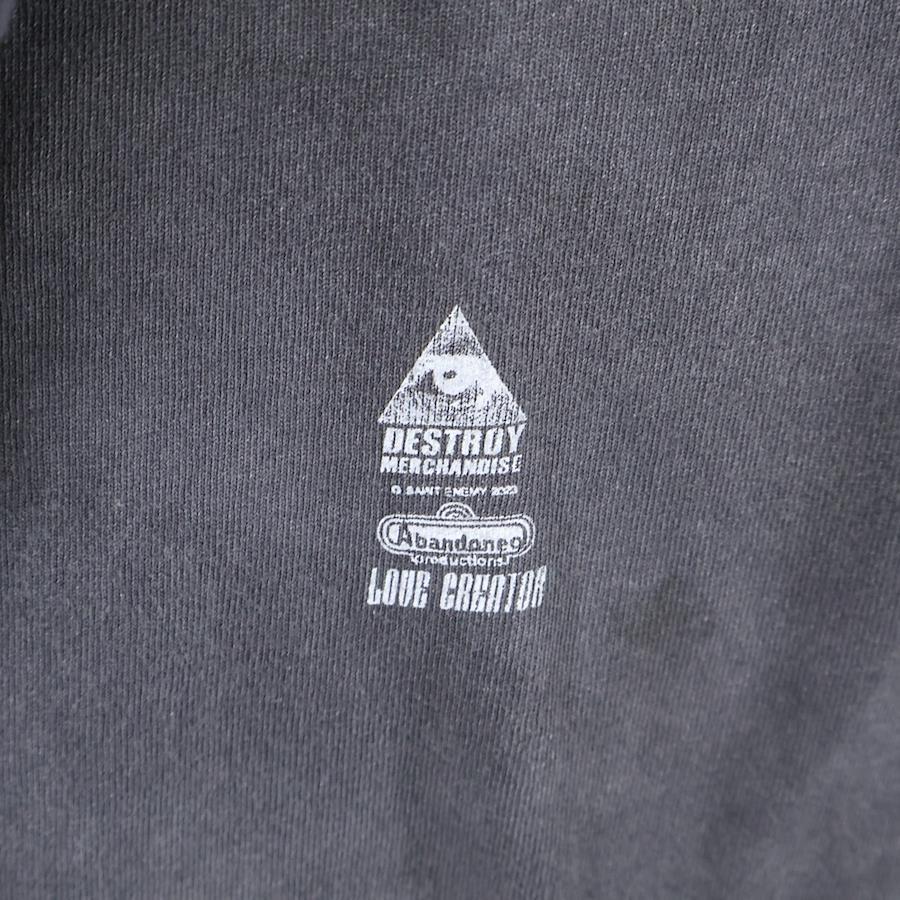 DESTROY
MERCHANDISE
© SAINT ENEMY 2023
Abandoned
productions
LOVE CREATOR